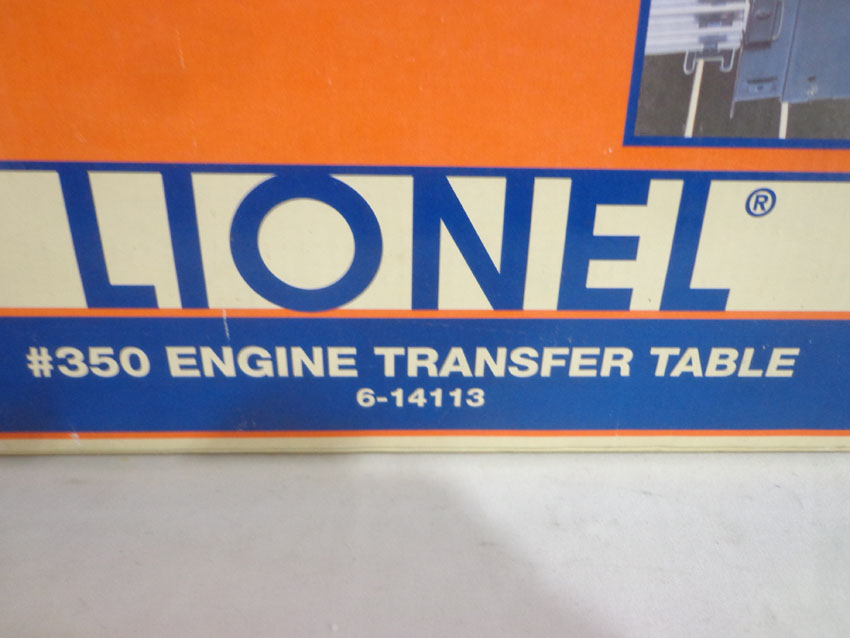 LIONEL®
#350 ENGINE TRANSFER TABLE
6-14113